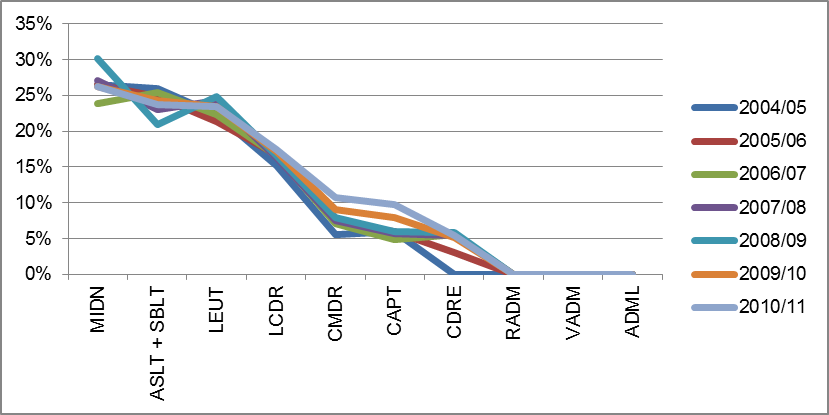 35%
30%
25%
20%
15%
10%
5%
0%
MIDN
ASLT + SBLT
LEUT
LCDR
CMDR
CAPT
CDRE
RADM
VADM
ADML
2004/05
2005/06
2006/07
2007/08
2008/09
2009/10
2010/11